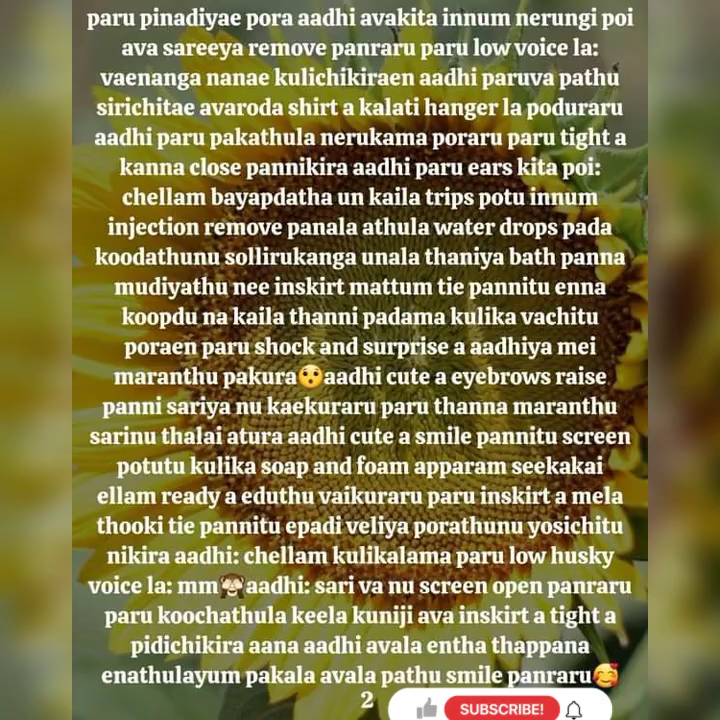 paru pinadiyae pora aadhi avakita innum nerungi poi
ava sareeya remove panraru paru low voice la:
vaenanga nanae kulichikiraen aadhi paruva pathu
sirichitae avaroda shirt a kalati hanger la poduraru
aadhi paru pakathula nerukama poraru paru tight a
kanna close pannikira aadhi paru ears kita poi:
chellam bayapdatha un kaila trips potu innum
injection remove panala athula water drops pada
koodathunu sollirukanga unala thaniya bath panna
mudiyathu nee inskirt mattum tie pannitu enna
koopdu na kaila thanni padama kulika vachitu
poraen paru shock and surprise a aadhiya mei
maranthu pakura😯aadhi cute a eyebrows raise
panni sariya nu kaekuraru paru thanna maranthu
sarinu thalai atura aadhi cute a smile pannitu screen
potutu kulika soap and foam apparam seekakai
ellam ready a eduthu vaikuraru paru inskirt a mela
thooki tie pannitu epadi veliya porathunu yosichitu
nikira aadhi: chellam kulikalama paru low husky
voice la: mm🙈aadhi: sari va nu screen open panraru
paru koochathula keela kuniji ava inskirt a tight a
pidichikira aana aadhi avala entha thappana
enathulayum pakala avala pathu smile panraru🥰
2
SUBSCRIBE!